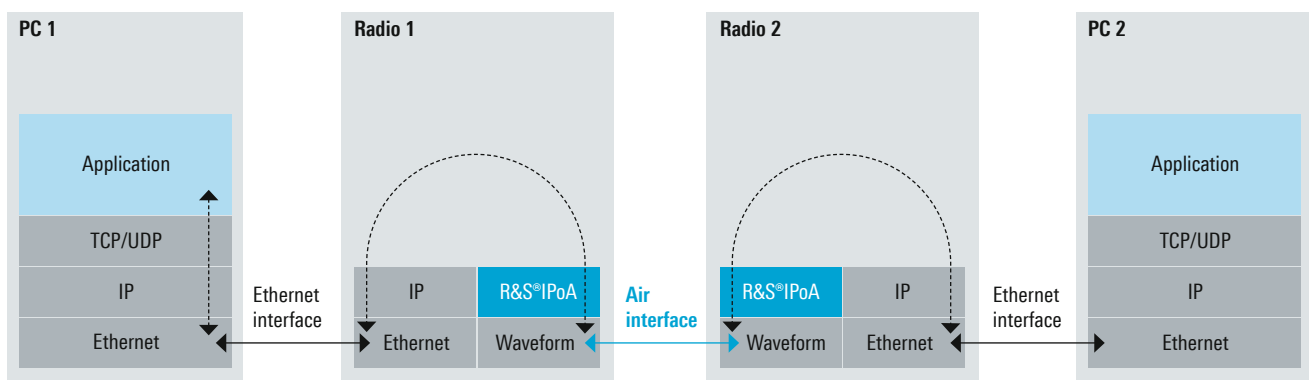 PC 1
Radio 1
Radio 2
PC 2
Application
TCP/UDP
IP
Ethernet
Ethernet
interface
IP
R&S®IPoA
Ethernet
Waveform
Air
interface
R&S®IPoA
IP
Waveform
Ethernet
Ethernet
interface
Application
TCP/UDP
IP
Ethernet